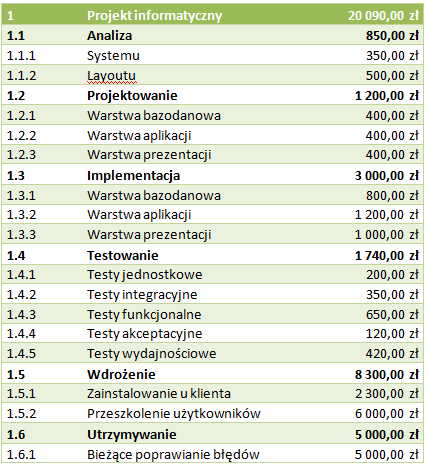 1 Projekt informatyczny 20 090,00 zł
1.1 Analiza 850,00 zł
1.1.1 Systemu 350,00 zł
1.1.2 Layoutu 500,00 zł
1.2 Projektowanie 1 200,00 zł
1.2.1 Warstwa bazodanowa 400,00 zł
1.2.2 Warstwa aplikacji 400,00 zł
1.2.3 Warstwa prezentacji 400,00 zł
1.3 Implementacja 3 000,00 zł
1.3.1 Warstwa bazodanowa 800,00 zł
1.3.2 Warstwa aplikacji 1 200,00 zł
1.3.3 Warstwa prezentacji 1 000,00 zł
1.4 Testowanie 1 740,00 zł
1.4.1 Testy jednostkowe 200,00 zł
1.4.2 Testy integracyjne 350,00 zł
1.4.3 Testy funkcjonalne 650,00 zł
1.4.4 Testy akceptacyjne 120,00 zł
1.4.5 Testy wydajnościowe 420,00 zł
1.5 Wdrożenie 8 300,00 zł
1.5.1 Zainstalowanie u klienta 2 300,00 zł
1.5.2 Przeszkolenie użytkowników 6 000,00 zł
1.6 Utrzymywanie 5 000,00 zł
1.6.1 Bieżące poprawianie błędów 5 000,00 zł